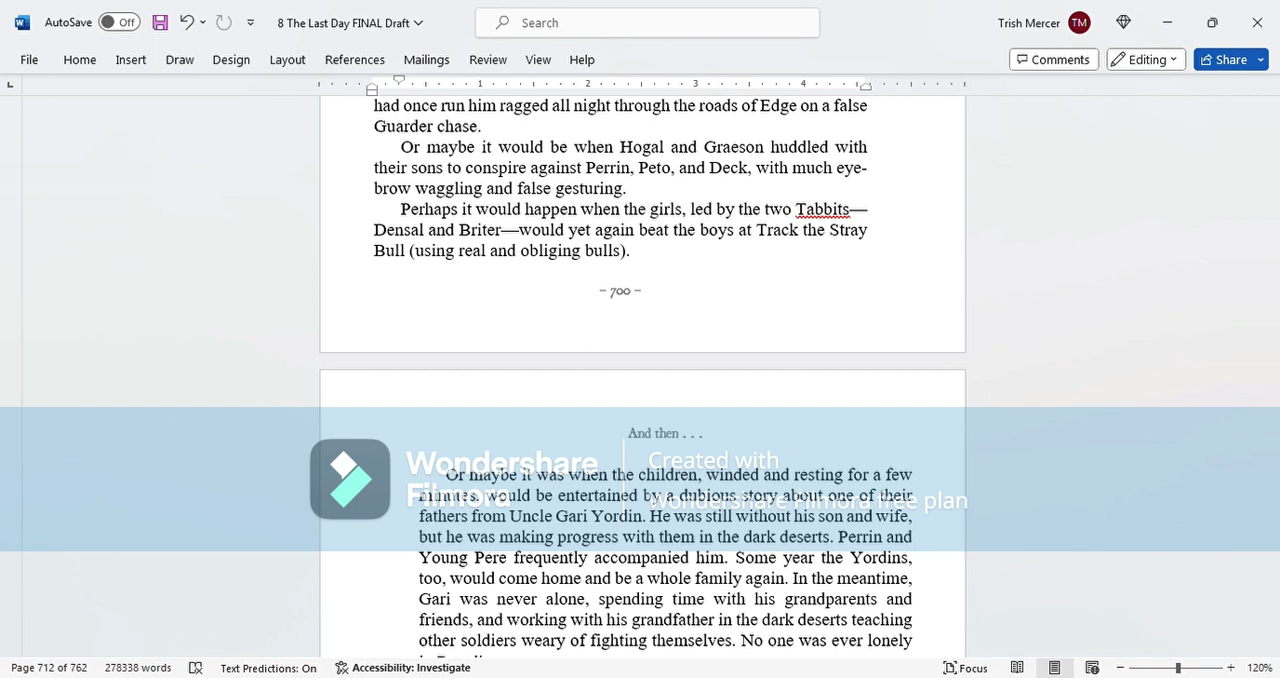 AutoSave Off 8 The Last Day FINAL Draft Search Trish Mercer TM
File Home Insert Draw Design Layout References Mailings Review View Help Comments Editing Share
1 2 3 4
had once run him ragged all night through the roads of Edge on a false
Guarder chase.
Or maybe it would be when Hogal and Graeson huddled with
their sons to conspire against Perrin, Peto, and Deck, with much eye-
brow waggling and false gesturing.
Perhaps it would happen when the girls, led by the two Tabbits—
Densal and Briter—would yet again beat the boys at Track the Stray
Bull (using real and obliging bulls).
– 700 –
And then . . .
Wondershare
Filmora
Created with
Wondershare Filmora free plan
Or maybe it was when the children, winded and resting for a few
minutes, would be entertained by a dubious story about one of their
fathers from Uncle Gari Yordin. He was still without his son and wife,
but he was making progress with them in the dark deserts. Perrin and
Young Pere frequently accompanied him. Some year the Yordins,
too, would come home and be a whole family again. In the meantime,
Gari was never alone, spending time with his grandparents and
friends, and working with his grandfather in the dark deserts teaching
other soldiers weary of fighting themselves. No one was ever lonely
Page 712 of 762 278338 words Text Predictions: On Accessibility: Investigate Focus 120%